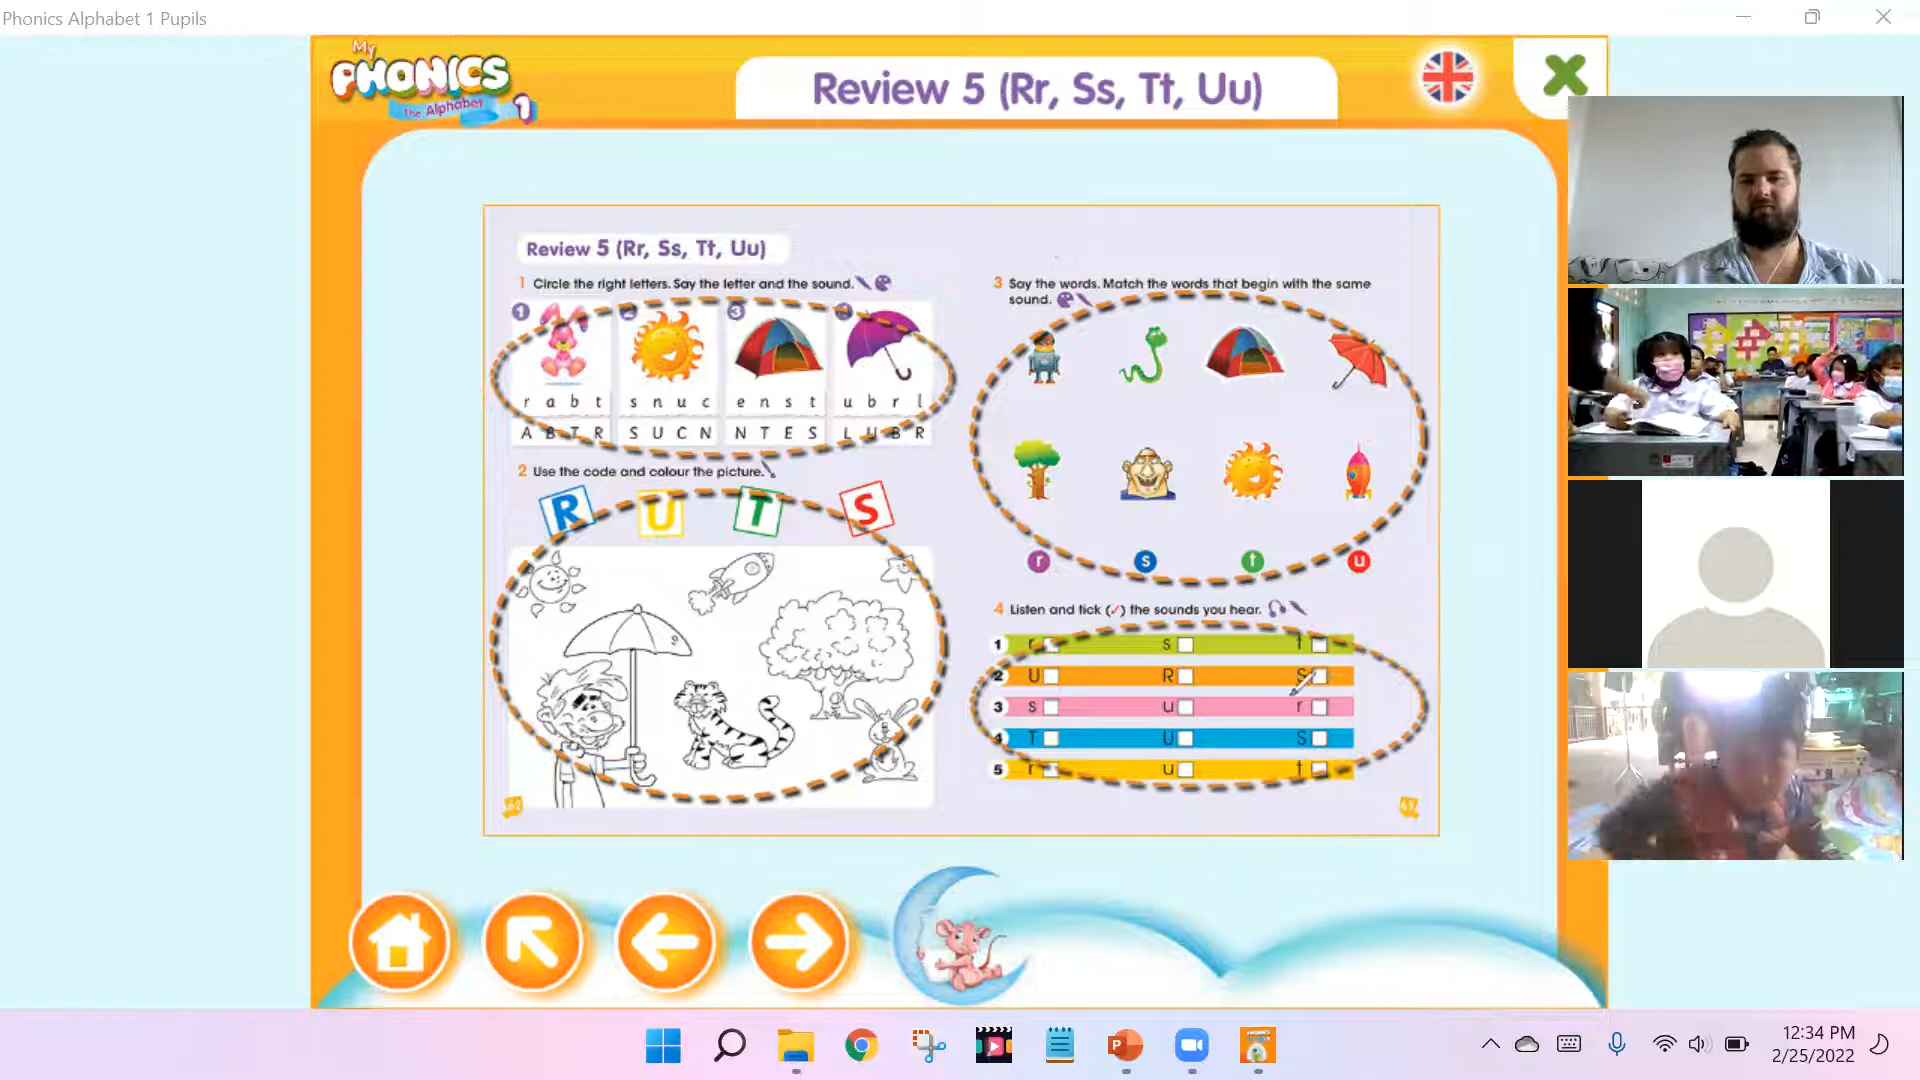 Phonics Alphabet 1 Pupils
My
PHONICS
The Alphabet 1
Review 5 (Rr, Ss, Tt, Uu)
Review 5 (Rr, Ss, Tt, Uu)
1 Circle the right letters. Say the letter and the sound.
1 2 3 4
r a b t s n u c e n s t u b r l
A B T R S U C N N T E S L U B R
2 Use the code and colour the picture.
R U T S
62
3 Say the words. Match the words that begin with the same
sound.
r s t u
4 Listen and tick (✓) the sounds you hear.
1 r s t
2 U R S
3 s u r
4 T U S
5 r u t
63
12:34 PM
2/25/2022